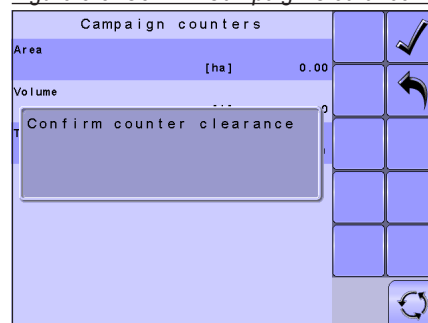 Campaign counters
Area
[ha] 0.00
Volume
Confirm counter clearance